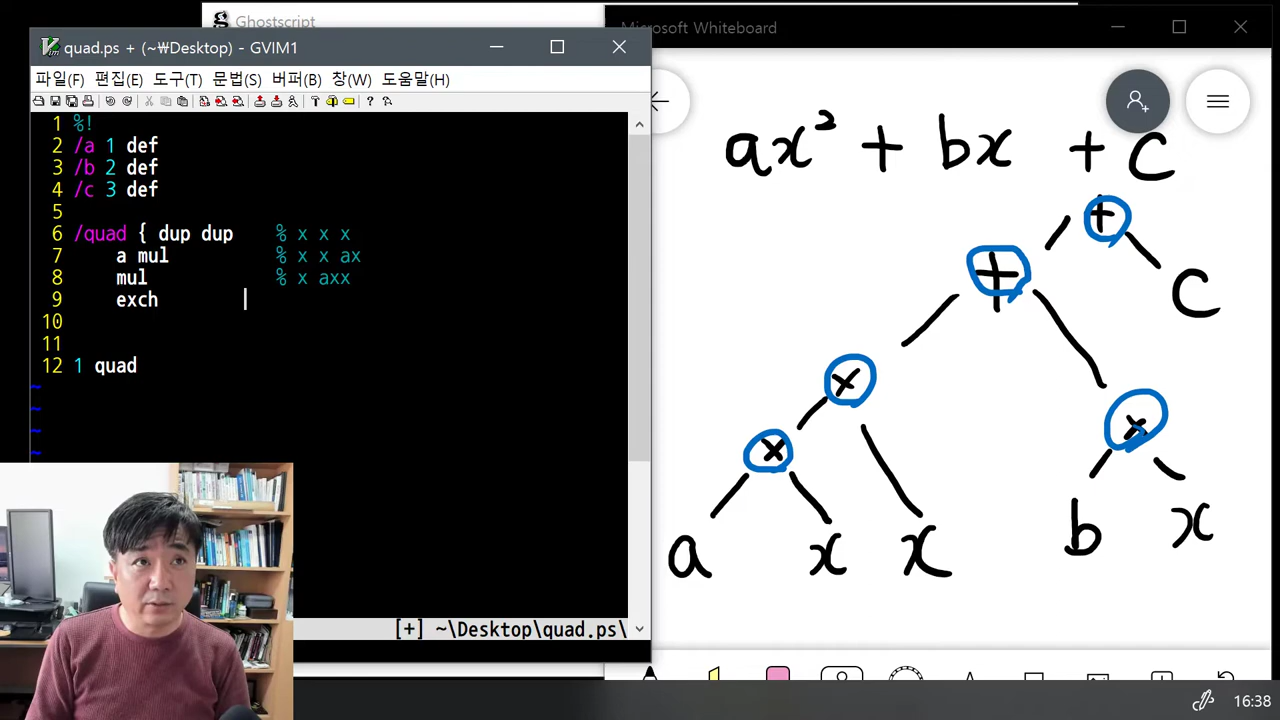 Ghostscript
Microsoft Whiteboard
quad.ps + (~₩Desktop) - GVIM1
파일(F) 편집(E) 도구(T) 문법(S) 버퍼(B) 창(W) 도움말(H)
1 %!
2 /a 1 def
3 /b 2 def
4 /c 3 def
5
6 /quad { dup dup % x x x
7 a mul % x x ax
8 mul % x axx
9 exch
10
11
12 1 quad
~
~
~
~
[+] ~\Desktop\quad.ps\
ax² + bx + C
+
+ C
×
× ×
a x x b x
16:38